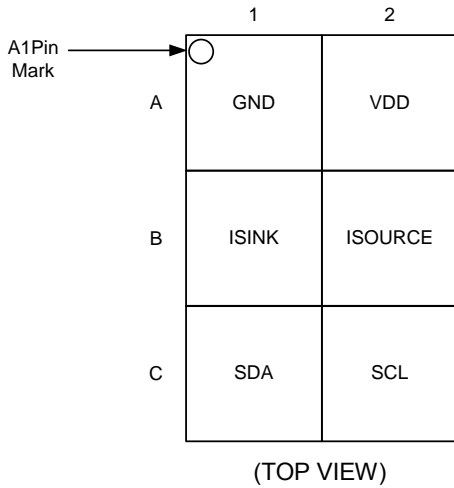 1 2
A1Pin
Mark
A GND VDD
B ISINK ISOURCE
C SDA SCL
(TOP VIEW)